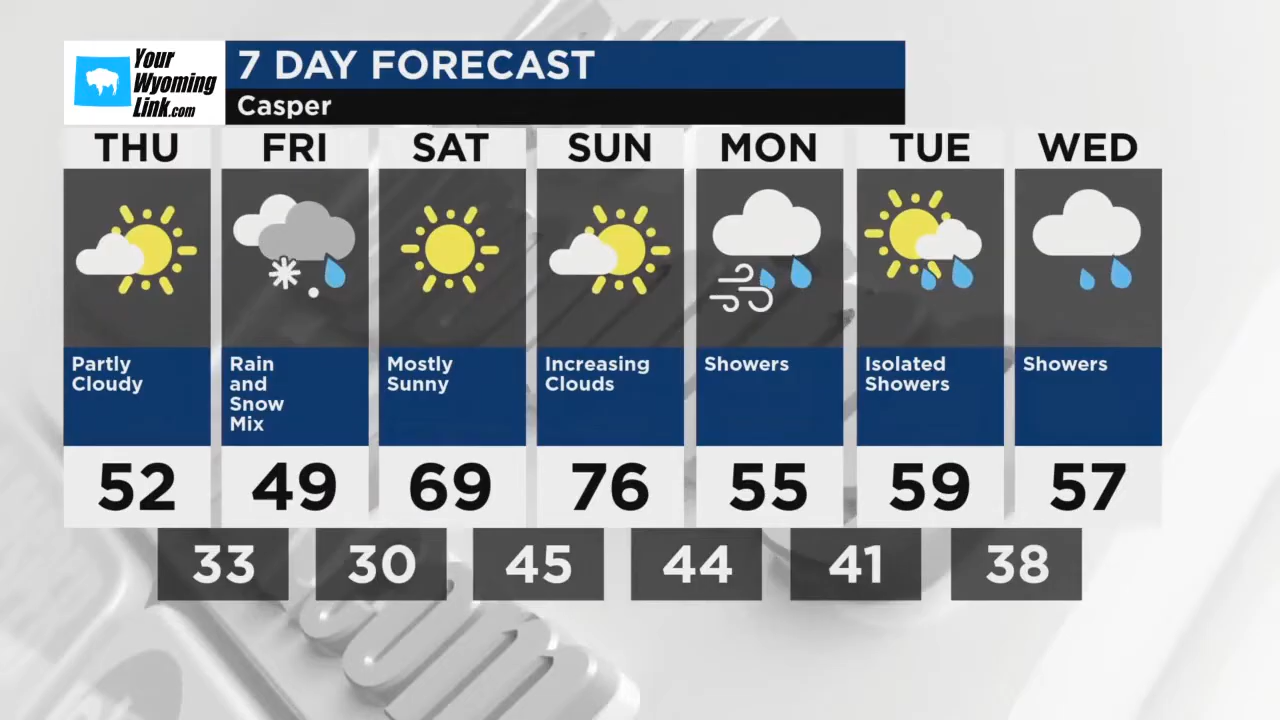 Your
Wyoming
Link.com
7 DAY FORECAST
Casper
THU FRI SAT SUN MON TUE WED
Partly
Cloudy
Rain
and
Snow
Mix
Mostly
Sunny
Increasing
Clouds
Showers
Isolated
Showers
Showers
52 49 69 76 55 59 57
33 30 45 44 41 38